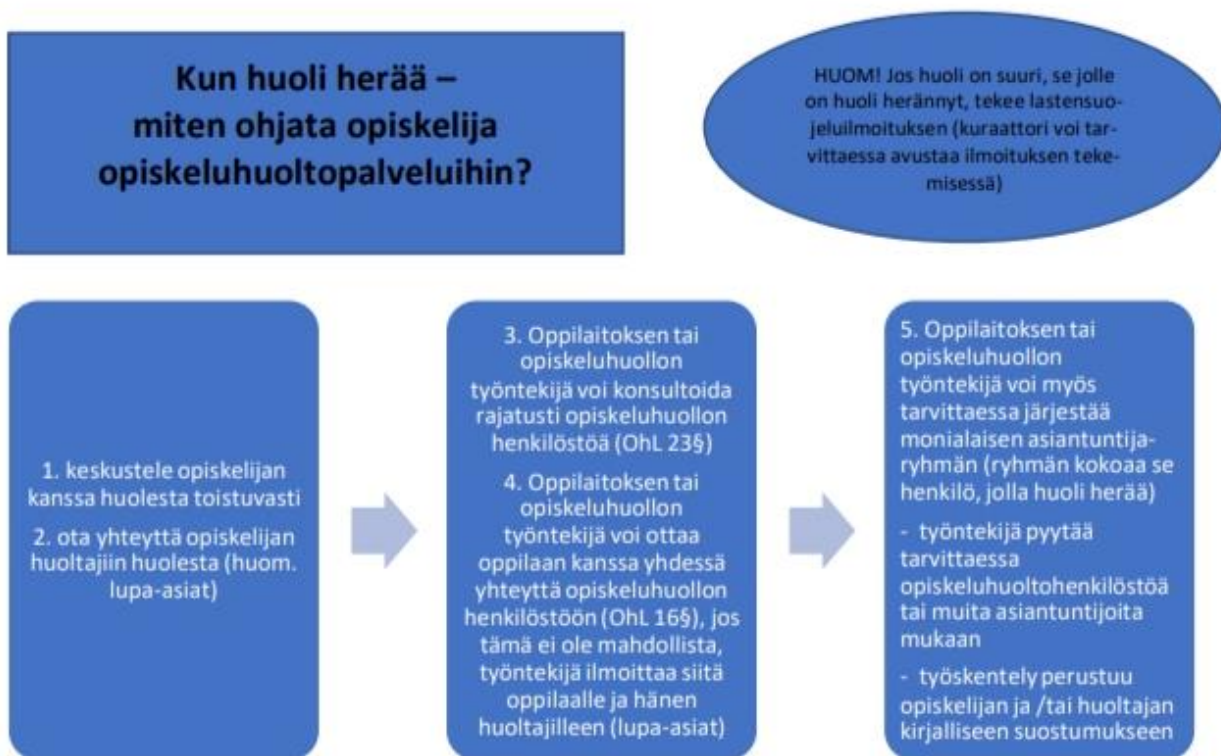 Kun huoli herää –
miten ohjata opiskelija
opiskeluhuoltopalveluihin?
HUOM! Jos huoli on suuri, se jolle
on huoli herännyt, tekee lastensuo-
jeluilmoituksen (kuraattori voi tar-
vittaessa avustaa ilmoituksen teke-
misessä)
1. keskustele opiskelijan
kanssa huolesta toistuvasti
2. ota yhteyttä opiskelijan
huoltajiin huolesta (huom.
lupa-asiat)
3. Oppilaitoksen tai
opiskeluhuollon
työntekijä voi konsultoida
rajatusti opiskeluhuollon
henkilöstöä (OhL 23§)
4. Oppilaitoksen tai
opiskeluhuollon
työntekijä voi ottaa
oppilaan kanssa yhdessä
yhteyttä opiskeluhuollon
henkilöstöön (OhL 16§), jos
tämä ei ole mahdollista,
työntekijä ilmoittaa siitä
oppilaalle ja hänen
huoltajilleen (lupa-asiat)
5. Oppilaitoksen tai
opiskeluhuollon
työntekijä voi myös
tarvittaessa järjestää
monialaisen asiantuntija-
ryhmän (ryhmän kokoaa se
henkilö, jolla huoli herää)
- työntekijä pyytää
tarvittaessa
opiskeluhuoltohenkilöstöä
tai muita asiantuntijoita
mukaan
- työskentely perustuu
opiskelijan ja /tai huoltajan
kirjalliseen suostumukseen